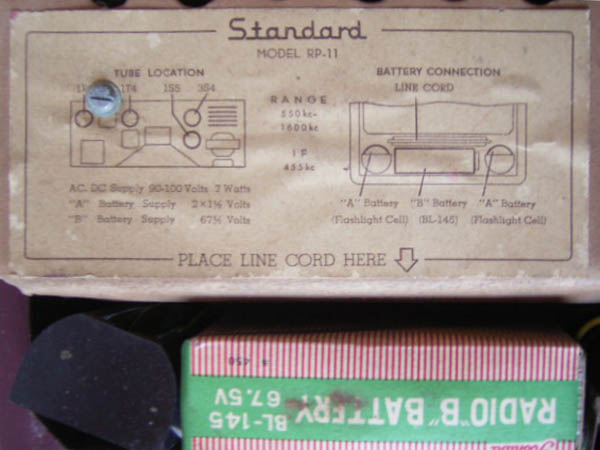 Standard
MODEL RP-11
TUBE LOCATION
1T4 1S5 3S4
RANGE
550kc-
1600kc
IF
455kc
BATTERY CONNECTION
LINE CORD
"A" Battery "B" Battery "A" Battery
(Flashlight Cell) (BL-145) (Flashlight Cell)
A.C. DC Supply 90-100 Volts 7 Watts
"A" Battery Supply 2×1½ Volts
"B" Battery Supply 67½ Volts
PLACE LINE CORD HERE
RADIO "B" BATTERY
BL-145
67.5V
Toshiba